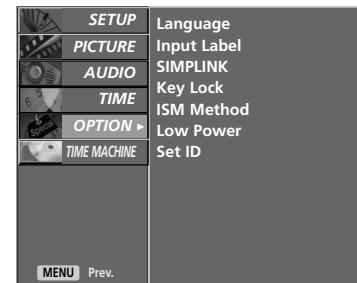 SETUP
PICTURE
AUDIO
TIME
OPTION ▸
TIME MACHINE
Language
Input Label
SIMPLINK
Key Lock
ISM Method
Low Power
Set ID
MENU Prev.